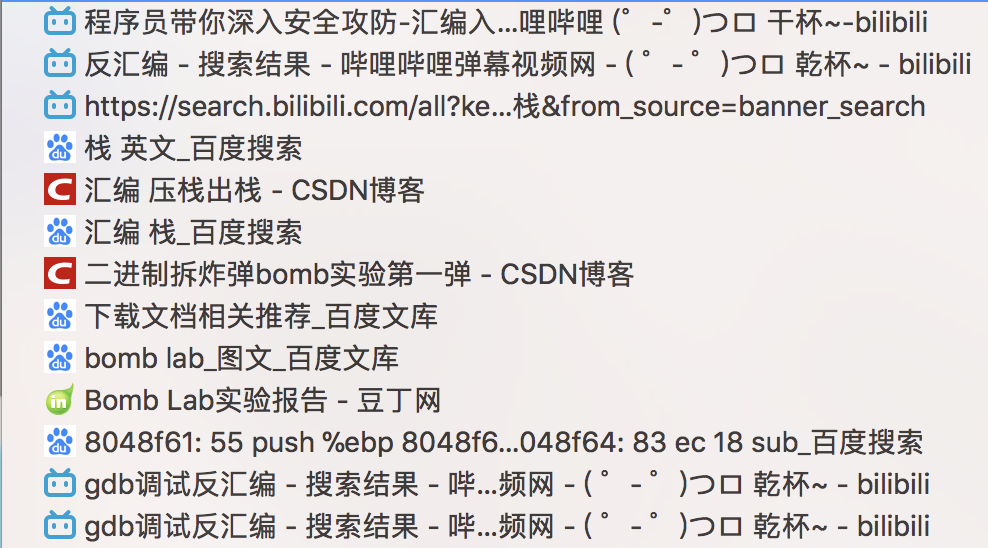 程序员带你深入安全攻防-汇编入...哩哔哩 (゜-゜)つロ 干杯~-bilibili
反汇编 - 搜索结果 - 哔哩哔哩弹幕视频网 - ( ゜- ゜)つロ 乾杯~ - bilibili
https://search.bilibili.com/all?ke...栈&from_source=banner_search
栈 英文_百度搜索
汇编 压栈出栈 - CSDN博客
汇编 栈_百度搜索
二进制拆炸弹bomb实验第一弹 - CSDN博客
下载文档相关推荐_百度文库
bomb lab_图文_百度文库
Bomb Lab实验报告 - 豆丁网
8048f61: 55 push %ebp 8048f6...048f64: 83 ec 18 sub_百度搜索
gdb调试反汇编 - 搜索结果 - 哔...频网 - ( ゜- ゜)つロ 乾杯~ - bilibili
gdb调试反汇编 - 搜索结果 - 哔...频网 - ( ゜- ゜)つロ 乾杯~ - bilibili